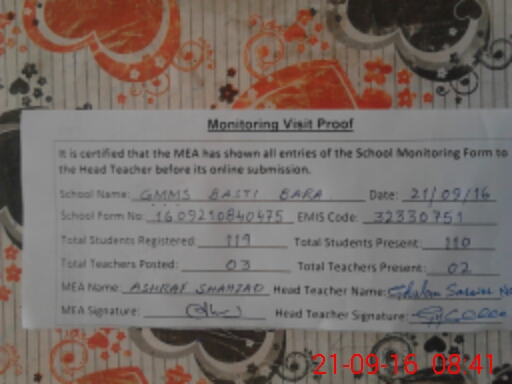 Monitoring Visit Proof
It is certified that the MEA has shown all entries of the School Monitoring Form to
the Head Teacher before its online submission.
School Name: GMMS BASTI BARA Date: 21/09/16
School Form No: 1609210840475 EMIS Code: 32330751
Total Students Registered: 119 Total Students Present: 110
Total Teachers Posted: 03 Total Teachers Present: 02
MEA Name: ASHRAF SHAHZAD Head Teacher Name: Ghulam Sarwar
MEA Signature: Head Teacher Signature:
21-09-16 08:41